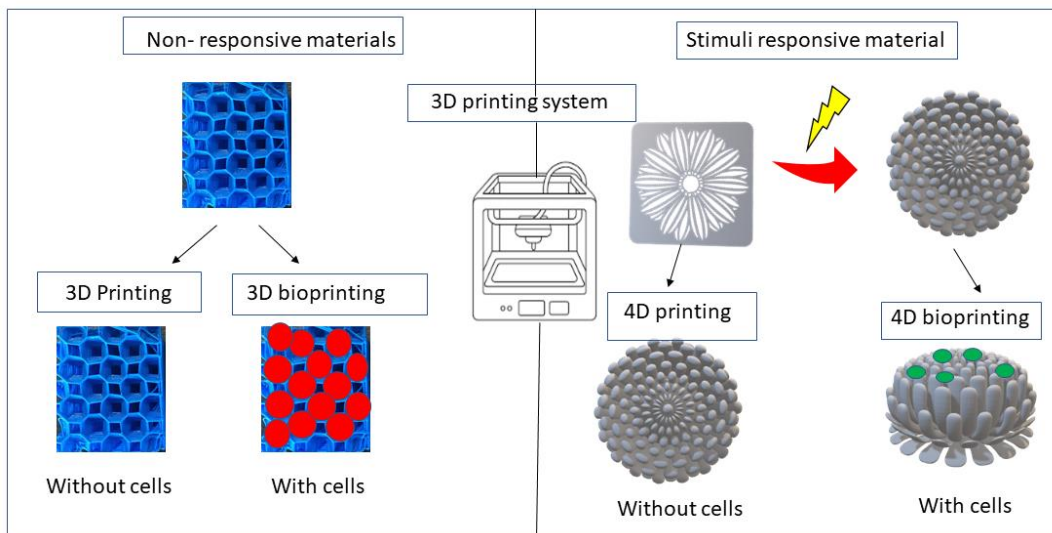 Non- responsive materials
Stimuli responsive material
3D printing system
3D Printing
3D bioprinting
4D printing
4D bioprinting
Without cells
With cells
Without cells
With cells